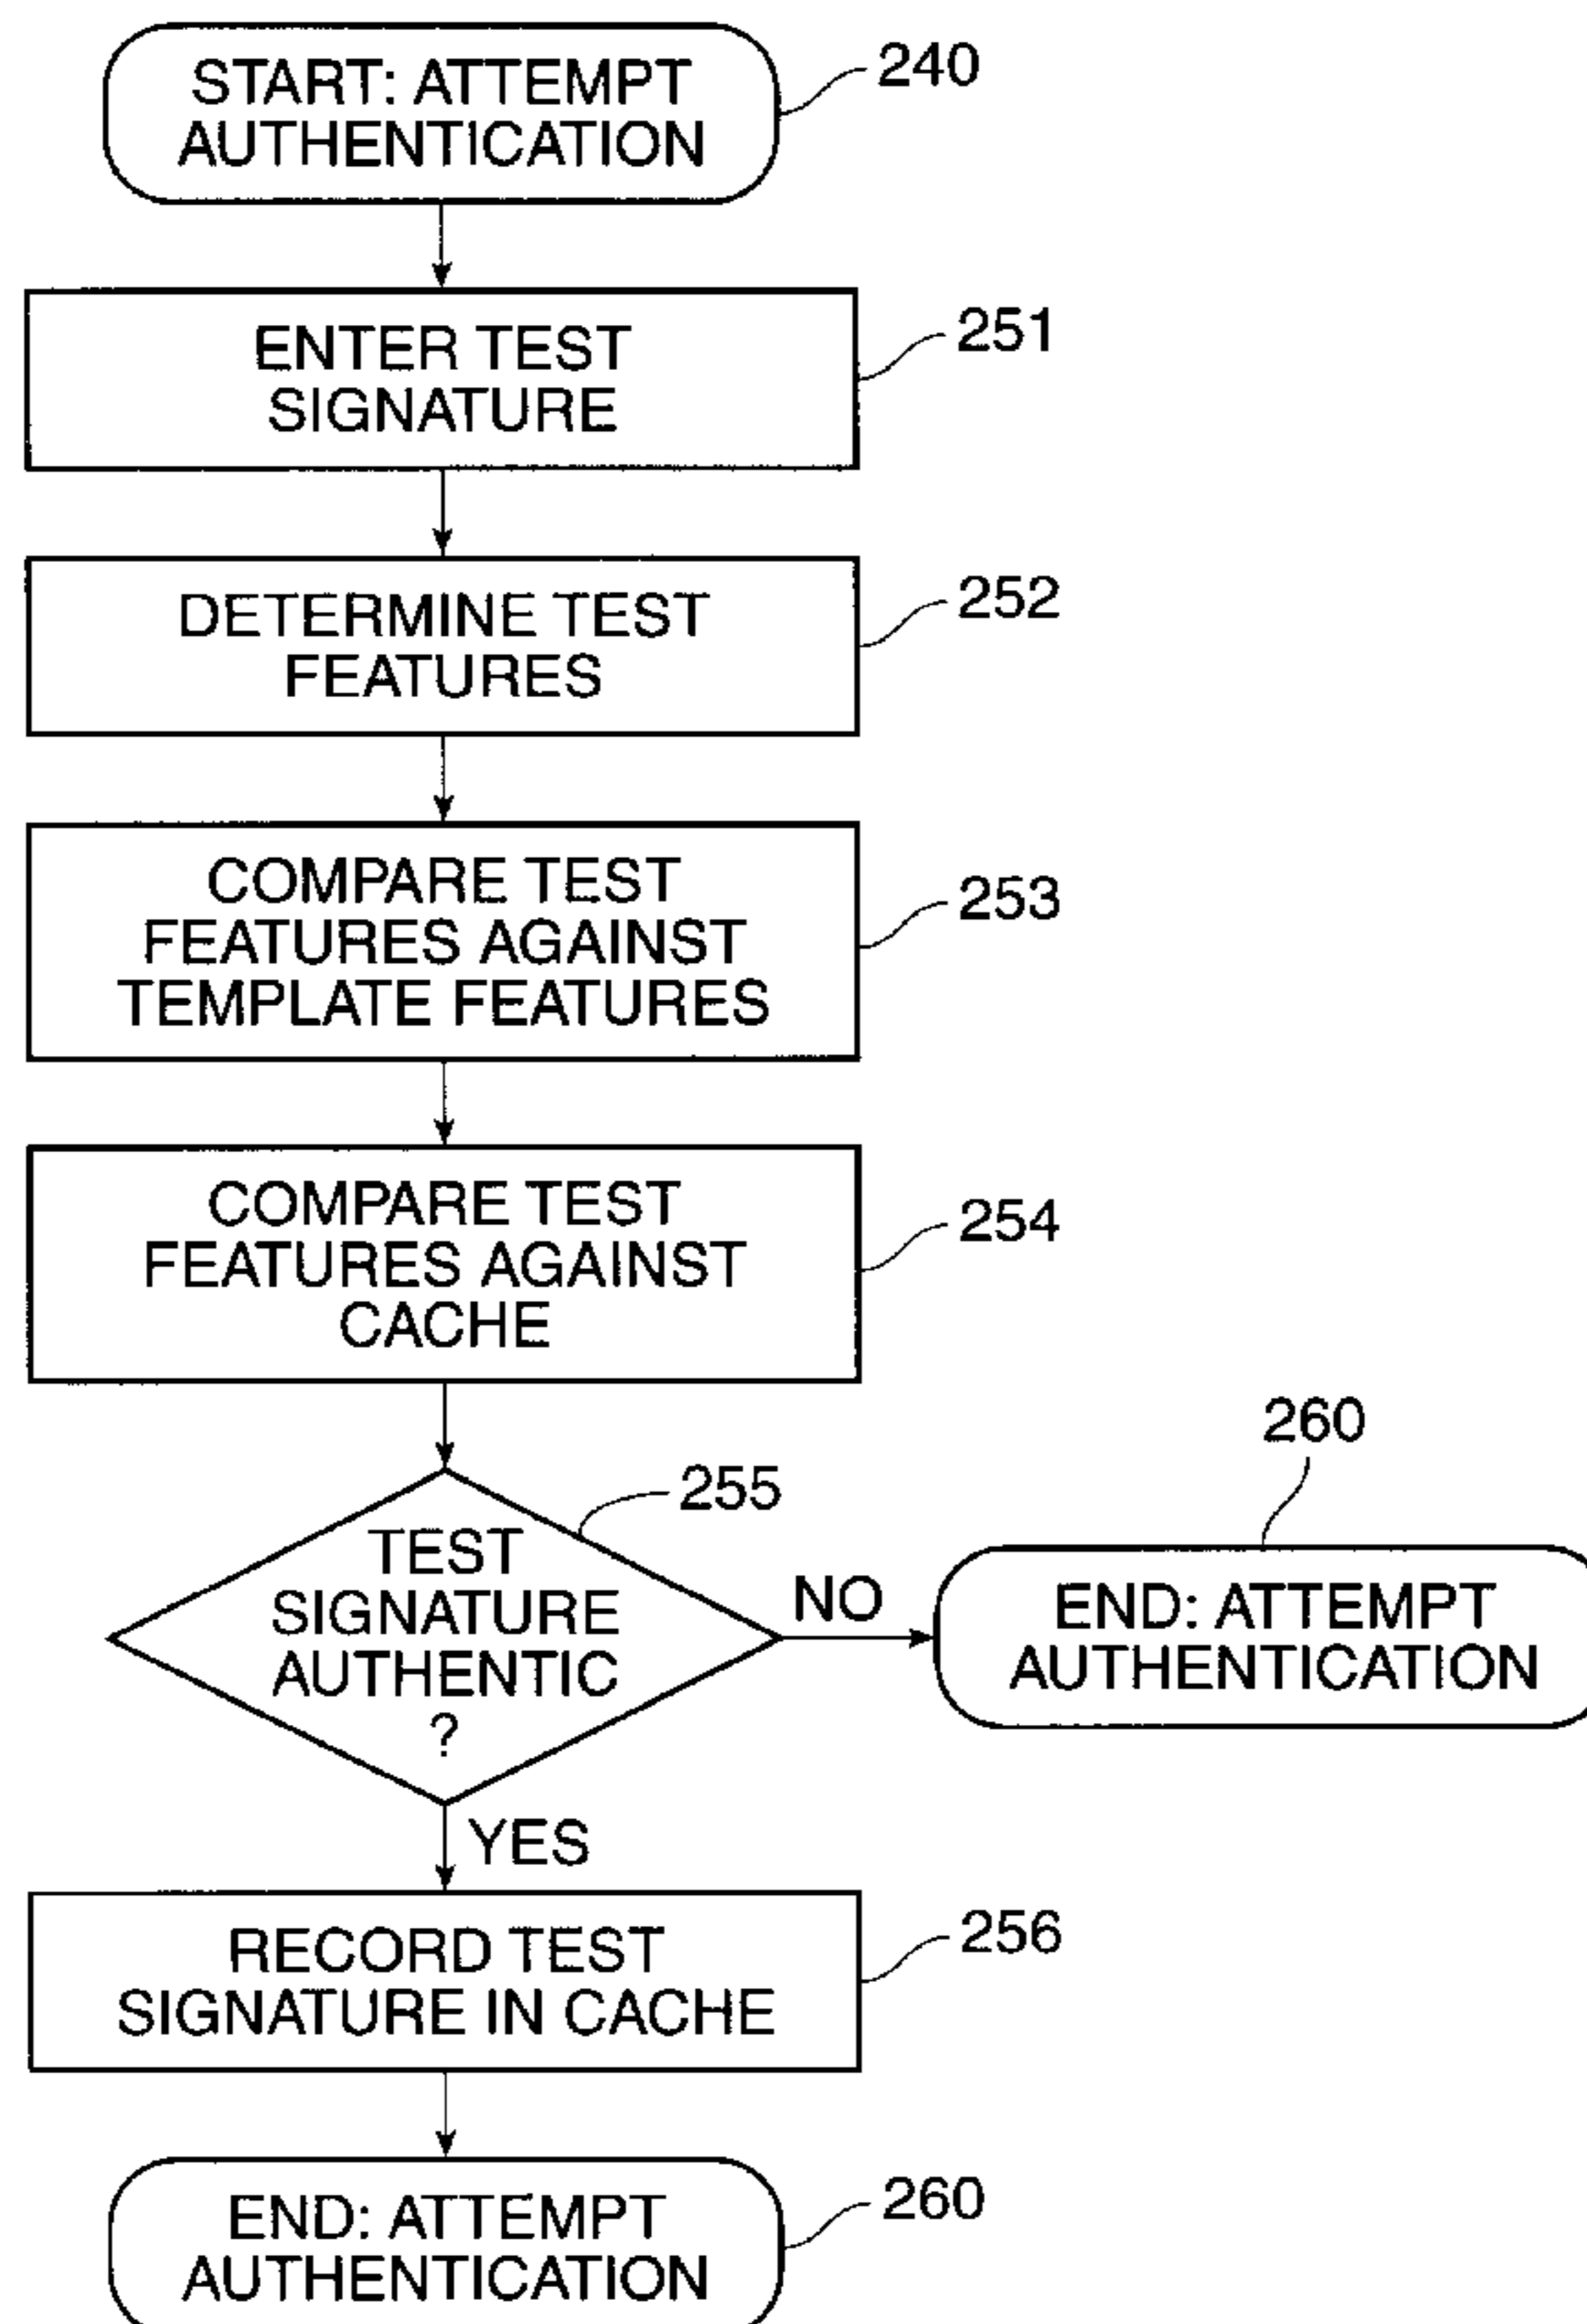 START: ATTEMPT
AUTHENTICATION
240
ENTER TEST
SIGNATURE
251
DETERMINE TEST
FEATURES
252
COMPARE TEST
FEATURES AGAINST
TEMPLATE FEATURES
253
COMPARE TEST
FEATURES AGAINST
CACHE
254
TEST
SIGNATURE
AUTHENTIC
?
255
NO
260
END: ATTEMPT
AUTHENTICATION
YES
RECORD TEST
SIGNATURE IN CACHE
256
END: ATTEMPT
AUTHENTICATION
260